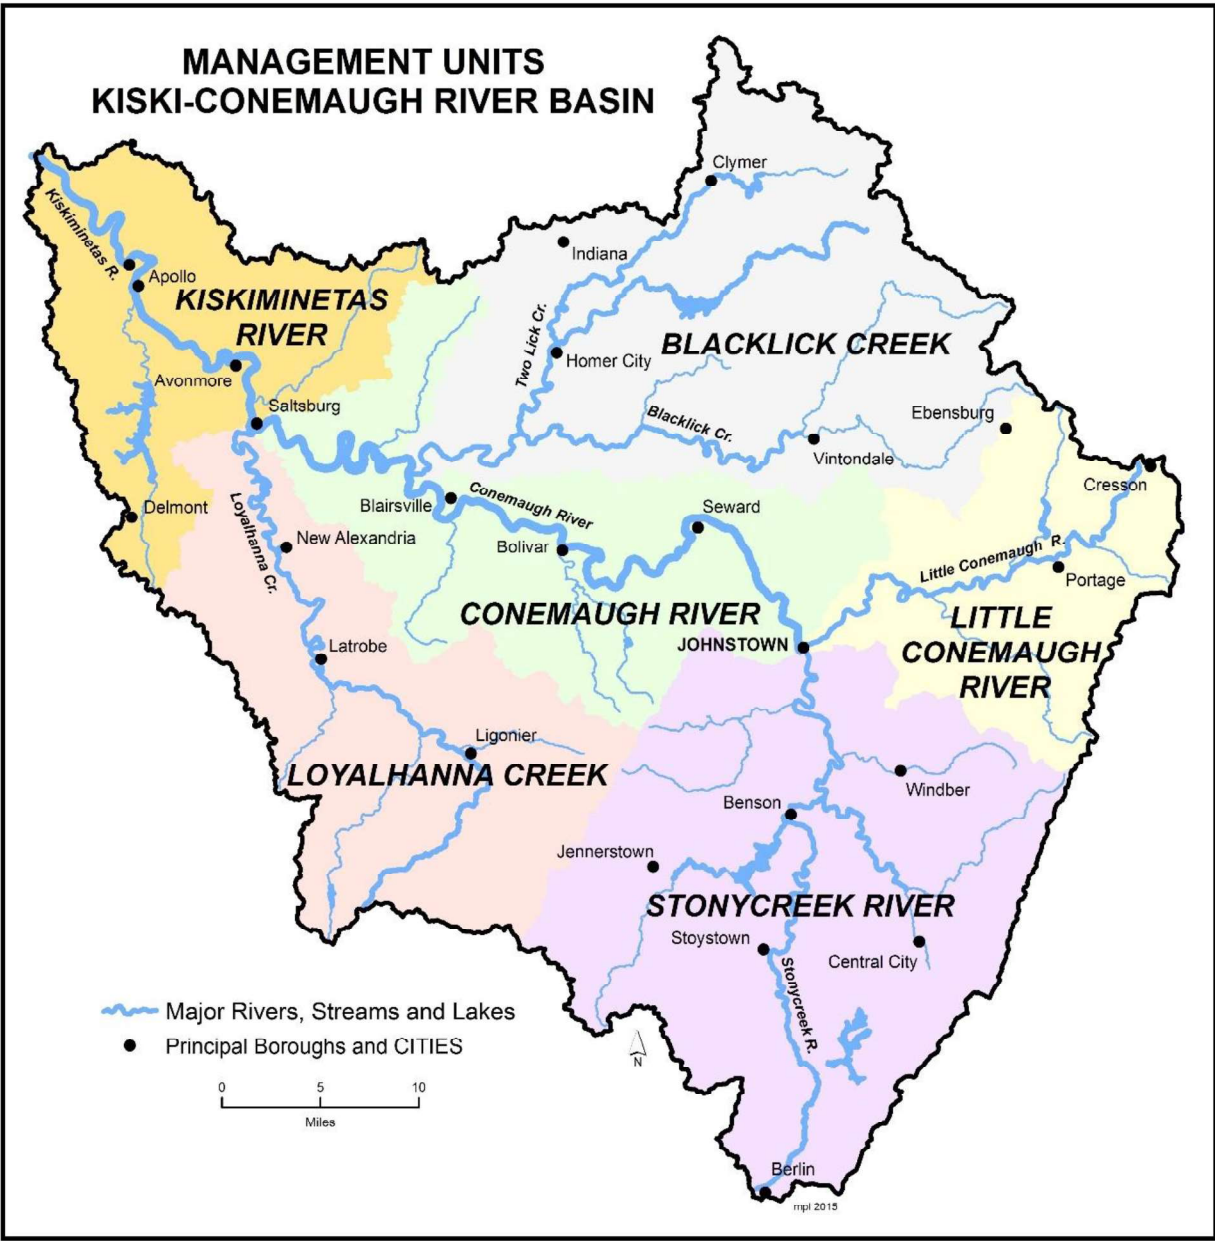 MANAGEMENT UNITS
KISKI-CONEMAUGH RIVER BASIN
Clymer
Indiana
Kiskiminetas R.
Apollo
KISKIMINETAS
RIVER
Two Lick Cr.
BLACKLICK CREEK
Homer City
Avonmore
Saltsburg
Blacklick Cr.
Ebensburg
Vintondale
Cresson
Delmont
Loyalhanna Cr.
Blairsville
Conemaugh River
Seward
New Alexandria
Bolivar
Little Conemaugh R.
Portage
CONEMAUGH RIVER
LITTLE
CONEMAUGH
RIVER
JOHNSTOWN
Latrobe
Ligonier
LOYALHANNA CREEK
Windber
Benson
Jennerstown
STONYCREEK RIVER
Stoystown
Central City
Stonycreek R.
Major Rivers, Streams and Lakes
Principal Boroughs and CITIES
N
0 5 10
Miles
Berlin
mpl 2015